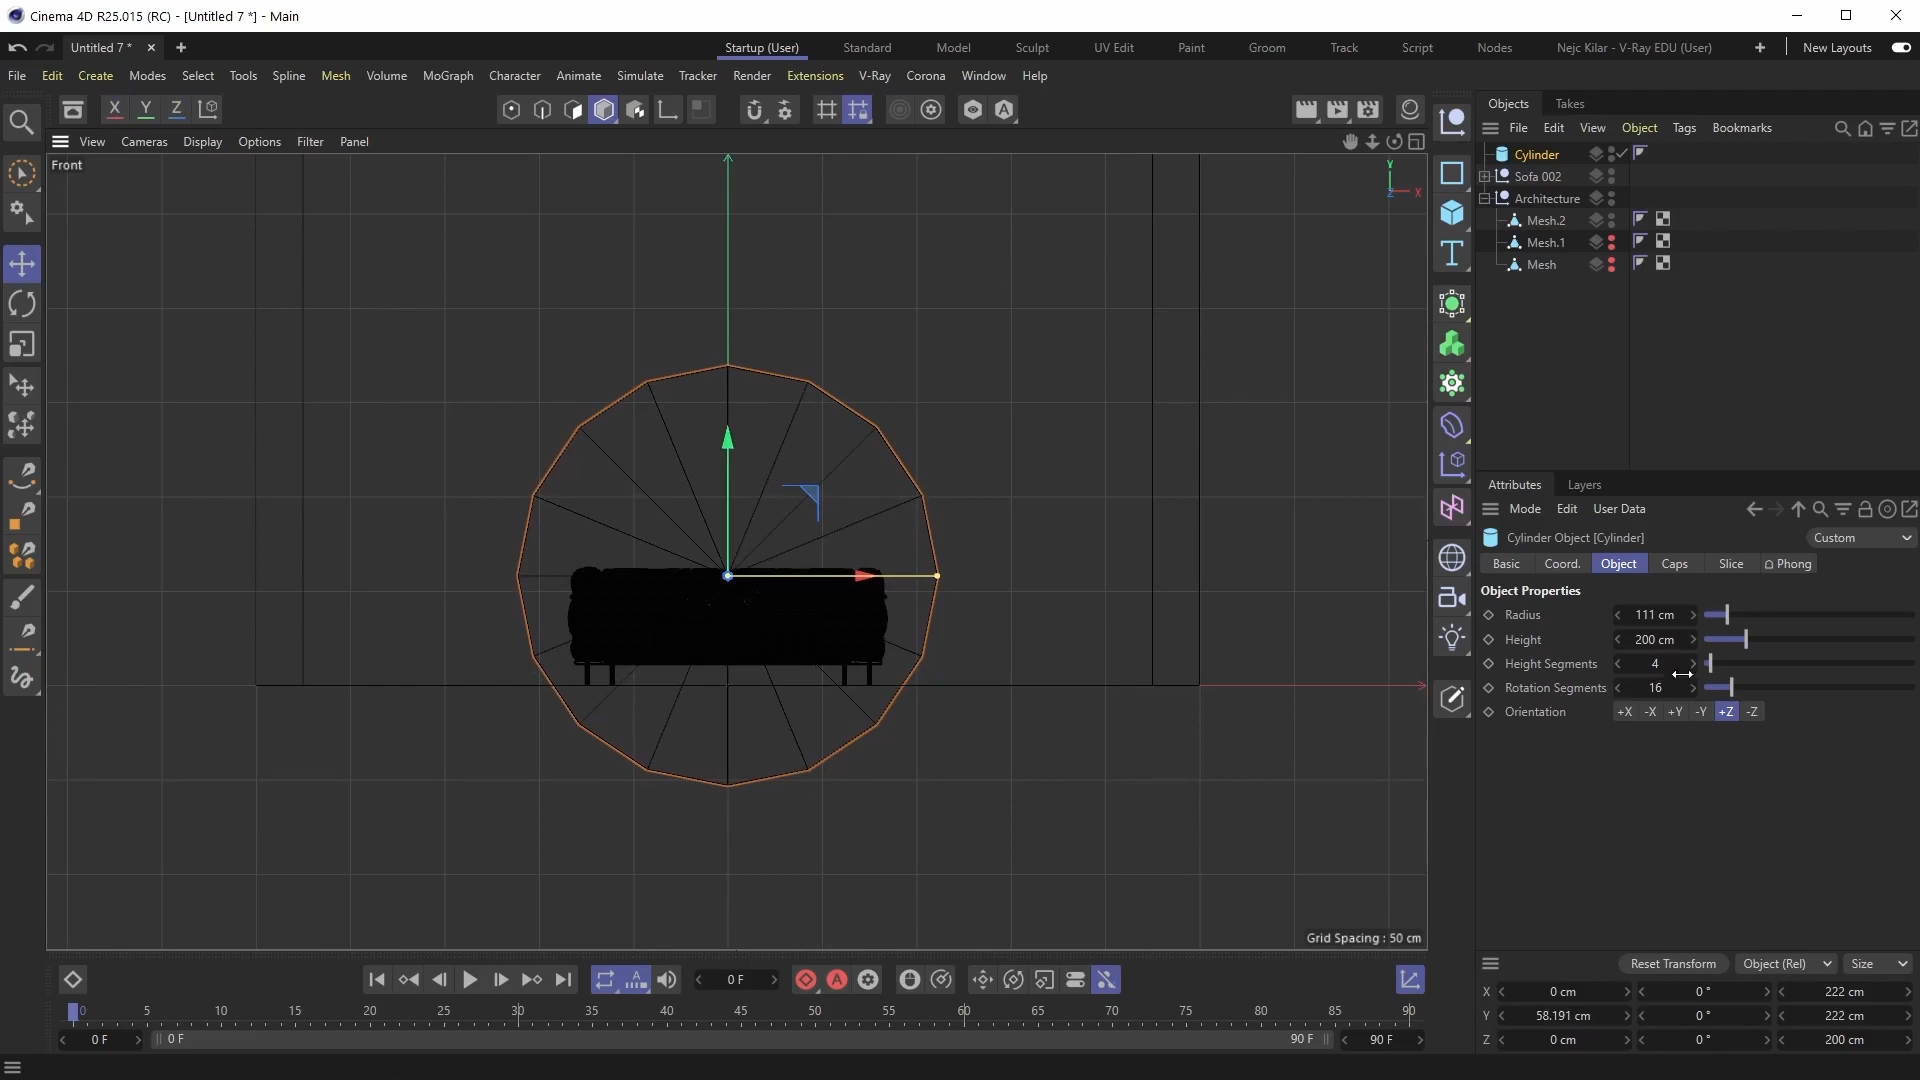 Cinema 4D R25.015 (RC) - [Untitled 7 *] - Main
Untitled 7 *
Startup (User) Standard Model Sculpt UV Edit Paint Groom Track Script Nodes Nejc Kilar - V-Ray EDU (User) New Layouts
File Edit Create Modes Select Tools Spline Mesh Volume MoGraph Character Animate Simulate Tracker Render Extensions V-Ray Corona Window Help
X Y Z
View Cameras Display Options Filter Panel
Front
Y
X
Z
Grid Spacing : 50 cm
Objects Takes
File Edit View Object Tags Bookmarks
Cylinder
Sofa 002
Architecture
Mesh.2
Mesh.1
Mesh
Attributes Layers
Mode Edit User Data
Cylinder Object [Cylinder] Custom
Basic Coord. Object Caps Slice Phong
Object Properties
Radius 111 cm
Height 200 cm
Height Segments 4
Rotation Segments 16
Orientation +X -X +Y -Y +Z -Z
0 F
0 5 10 15 20 25 30 35 40 45 50 55 60 65 70 75 80 85 90
0 F 0 F 90 F 90 F
Reset Transform Object (Rel) Size
X 0 cm 0 ° 222 cm
Y 58.191 cm 0 ° 222 cm
Z 0 cm 0 ° 200 cm